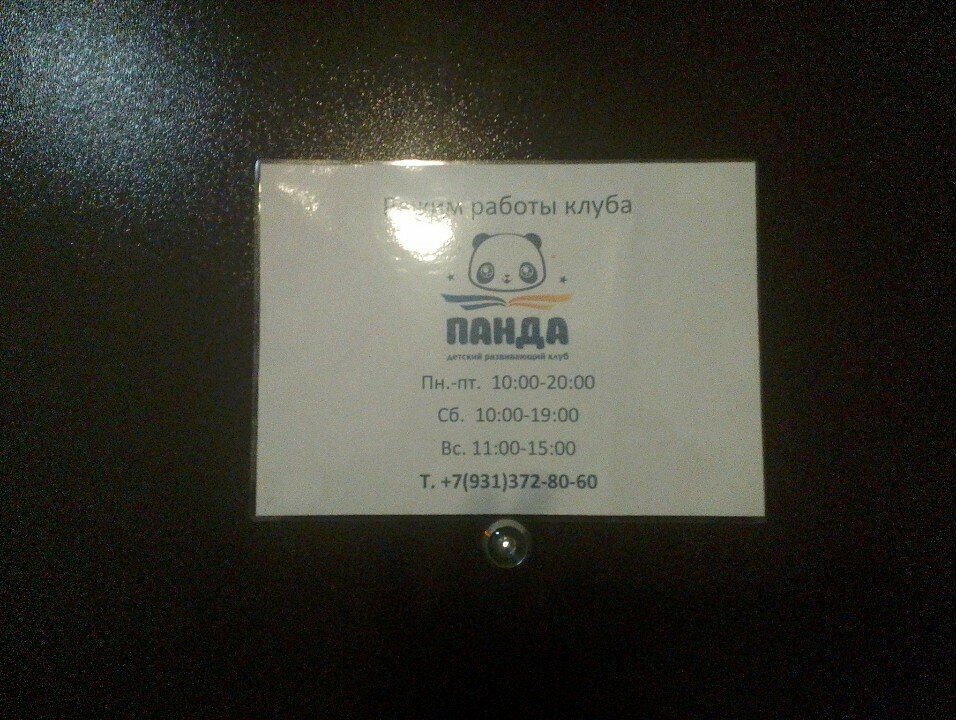 Режим работы клуба
ПАНДА
детский развивающий клуб
Пн.-пт. 10:00-20:00
Сб. 10:00-19:00
Вс. 11:00-15:00
Т. +7(931)372-80-60